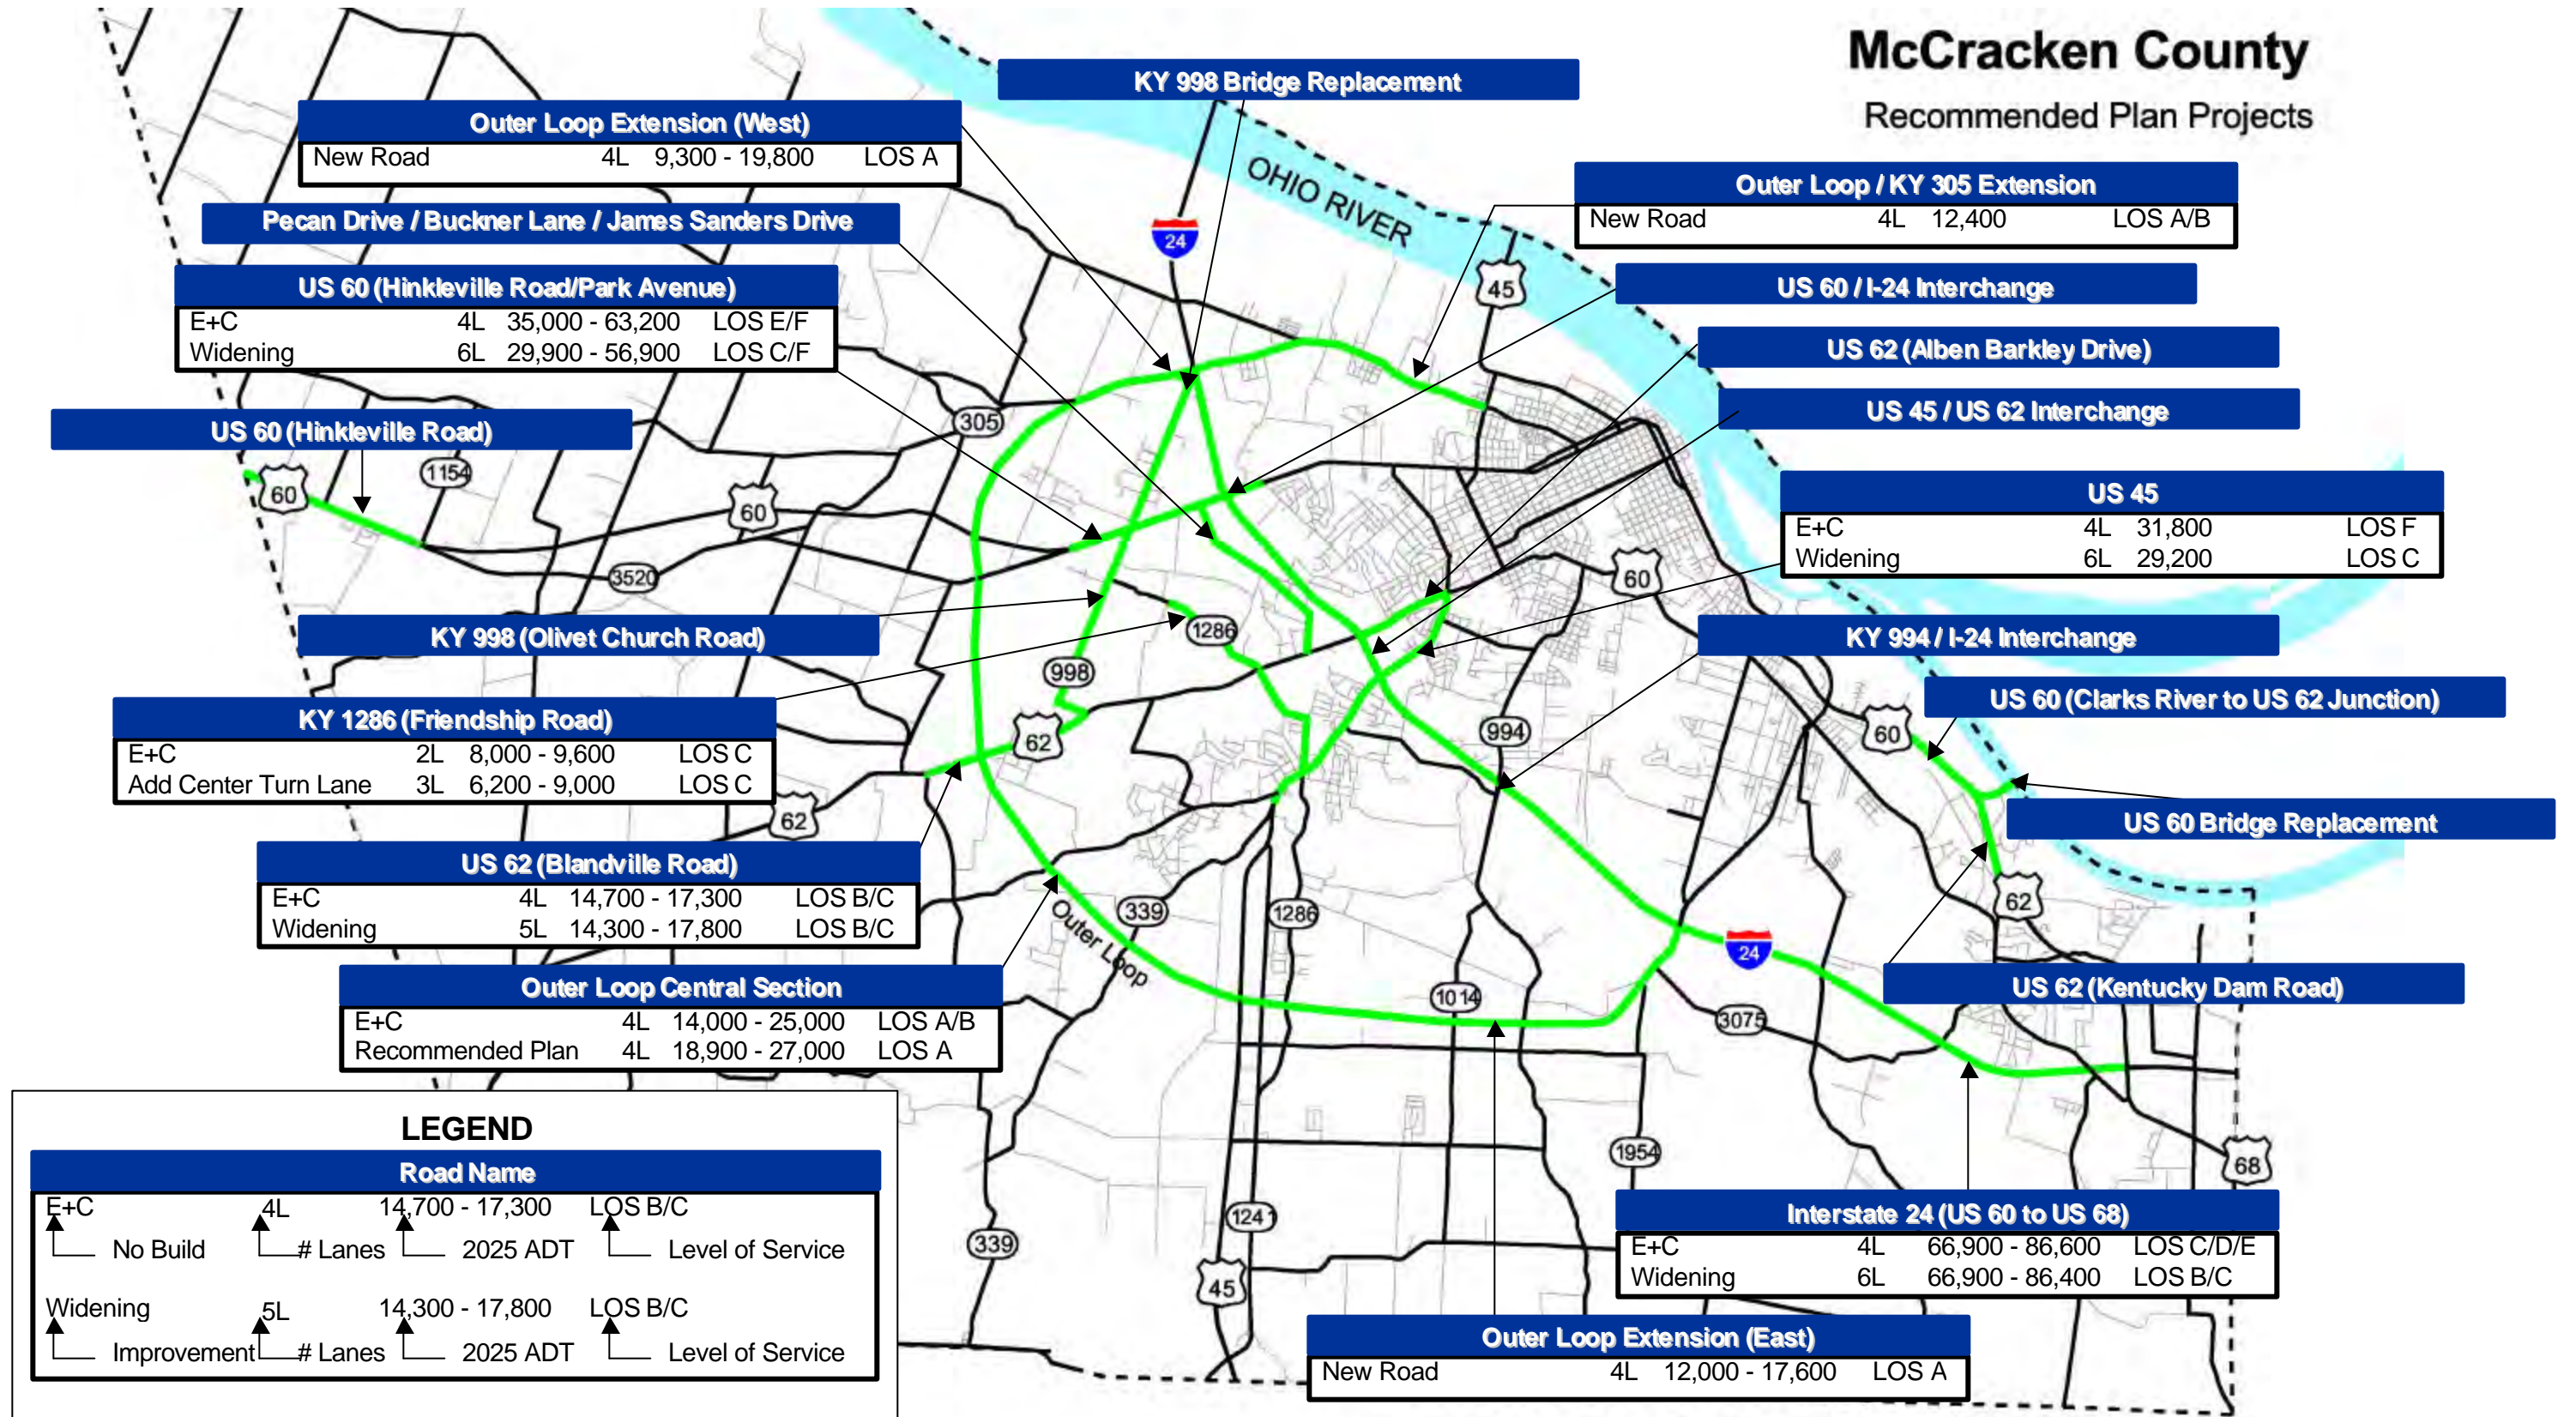 McCracken County
Recommended Plan Projects
KY 998 Bridge Replacement
Outer Loop Extension (West)
New Road 4L 9,300 - 19,800 LOS A
Pecan Drive / Buckner Lane / James Sanders Drive
US 60 (Hinkleville Road/Park Avenue)
E+C 4L 35,000 - 63,200 LOS E/F
Widening 6L 29,900 - 56,900 LOS C/F
US 60 (Hinkleville Road)
Outer Loop / KY 305 Extension
New Road 4L 12,400 LOS A/B
US 60 / I-24 Interchange
US 62 (Alben Barkley Drive)
US 45 / US 62 Interchange
US 45
E+C 4L 31,800 LOS F
Widening 6L 29,200 LOS C
KY 998 (Olivet Church Road)
KY 994 / I-24 Interchange
US 60 (Clarks River to US 62 Junction)
KY 1286 (Friendship Road)
E+C 2L 8,000 - 9,600 LOS C
Add Center Turn Lane 3L 6,200 - 9,000 LOS C
US 60 Bridge Replacement
US 62 (Blandville Road)
E+C 4L 14,700 - 17,300 LOS B/C
Widening 5L 14,300 - 17,800 LOS B/C
US 62 (Kentucky Dam Road)
Outer Loop Central Section
E+C 4L 14,000 - 25,000 LOS A/B
Recommended Plan 4L 18,900 - 27,000 LOS A
Interstate 24 (US 60 to US 68)
E+C 4L 66,900 - 86,600 LOS C/D/E
Widening 6L 66,900 - 86,400 LOS B/C
Outer Loop Extension (East)
New Road 4L 12,000 - 17,600 LOS A
OHIO RIVER
24
45
305
1154
60
60
3520
60
1286
998
62
62
994
60
62
339
1286
Outer Loop
24
1014
3075
1954
68
1241
339
45
LEGEND
Road Name
E+C 4L 14,700 - 17,300 LOS B/C
No Build # Lanes 2025 ADT Level of Service
Widening 5L 14,300 - 17,800 LOS B/C
Improvement # Lanes 2025 ADT Level of Service